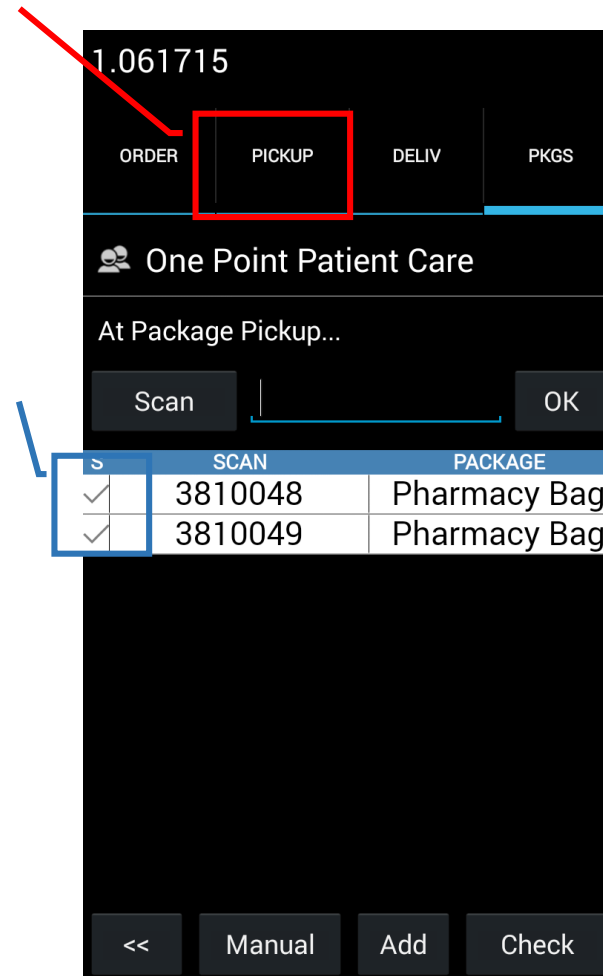 1.061715
ORDER PICKUP DELIV PKGS
One Point Patient Care
At Package Pickup...
Scan OK
S SCAN PACKAGE
3810048 Pharmacy Bag
3810049 Pharmacy Bag
<< Manual Add Check